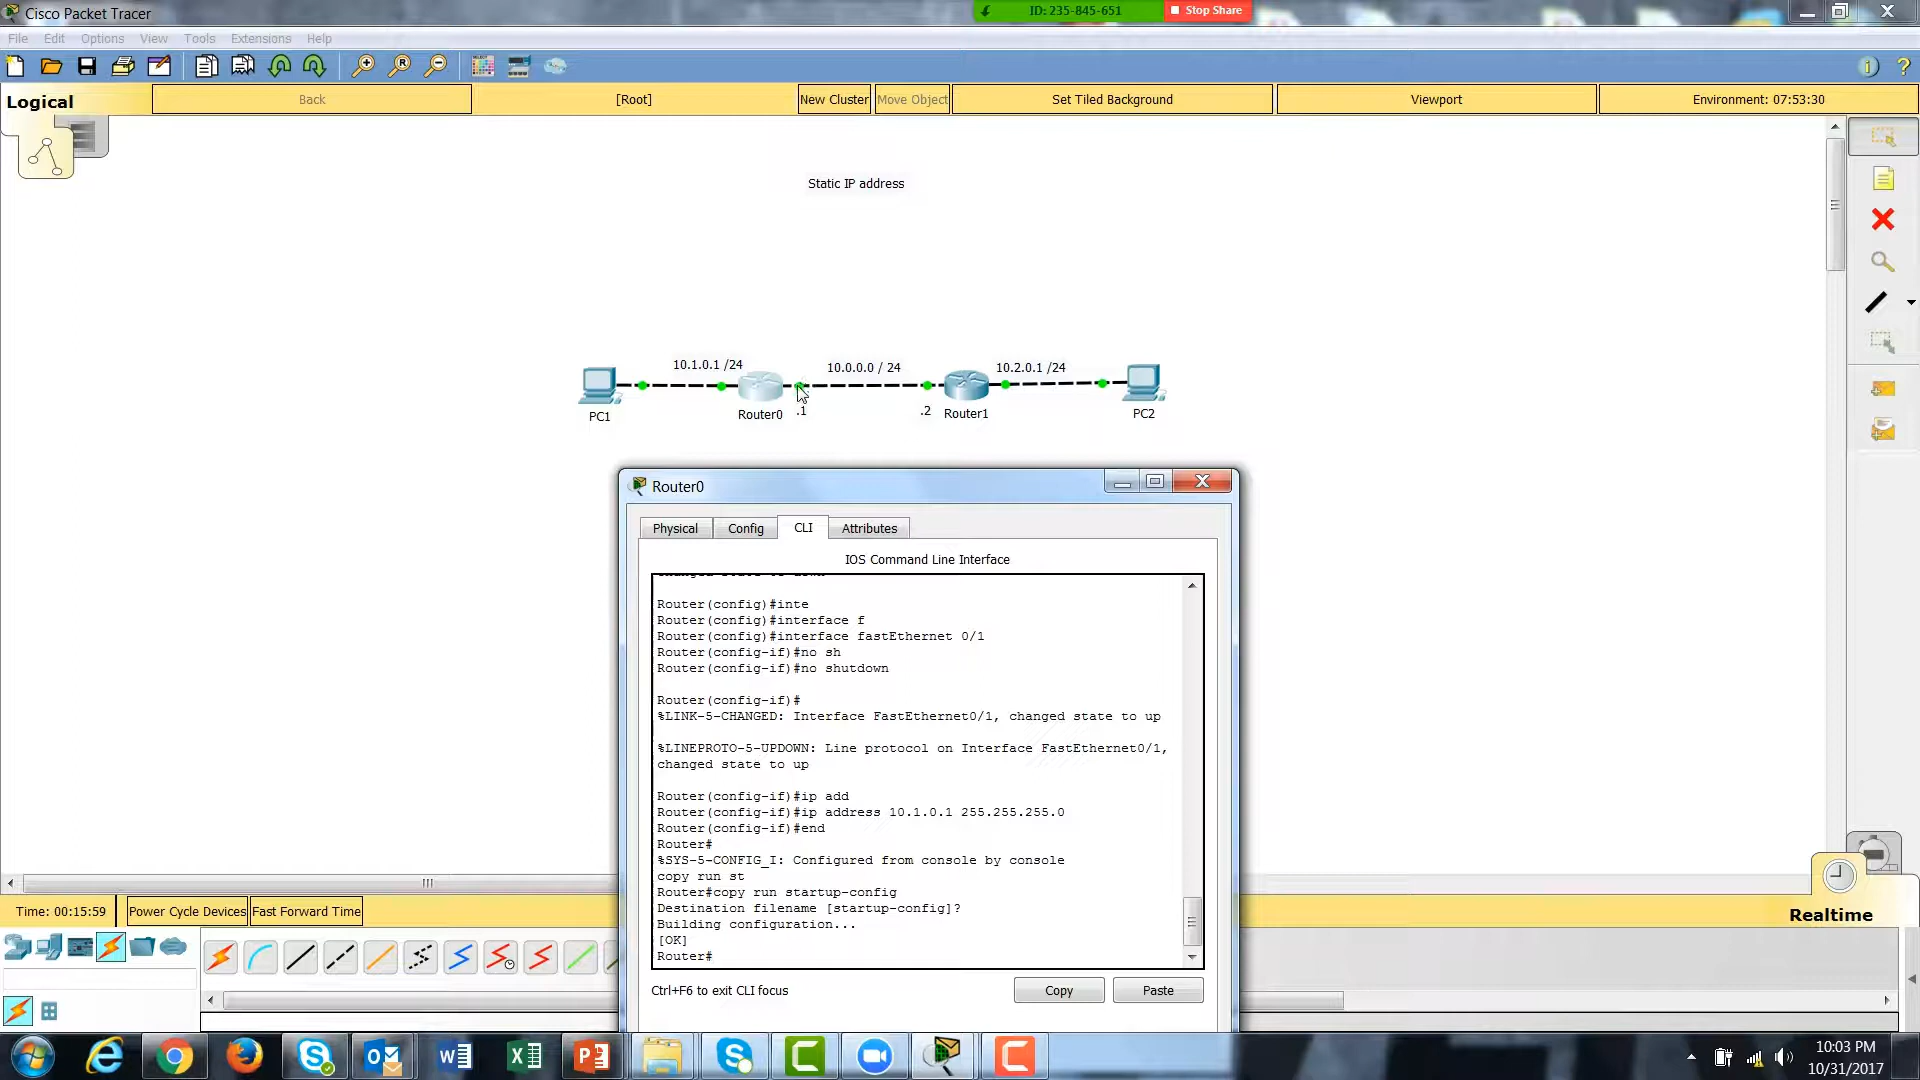 Cisco Packet Tracer
ID: 235-845-651
Stop Share
File Edit Options View Tools Extensions Help
Logical
Back
[Root]
New Cluster
Move Object
Set Tiled Background
Viewport
Environment: 07:53:30
Static IP address
10.1.0.1 /24
10.0.0.0 / 24
10.2.0.1 /24
PC1
Router0
.1
.2
Router1
PC2
Router0
Physical
Config
CLI
Attributes
IOS Command Line Interface
Router(config)#inte
Router(config)#interface f
Router(config)#interface fastEthernet 0/1
Router(config-if)#no sh
Router(config-if)#no shutdown
Router(config-if)#
%LINK-5-CHANGED: Interface FastEthernet0/1, changed state to up
%LINEPROTO-5-UPDOWN: Line protocol on Interface FastEthernet0/1,
changed state to up
Router(config-if)#ip add
Router(config-if)#ip address 10.1.0.1 255.255.255.0
Router(config-if)#end
Router#
%SYS-5-CONFIG_I: Configured from console by console
copy run st
Router#copy run startup-config
Destination filename [startup-config]?
Building configuration...
[OK]
Router#
Ctrl+F6 to exit CLI focus
Copy
Paste
Time: 00:15:59
Power Cycle Devices
Fast Forward Time
Realtime
10:03 PM
10/31/2017